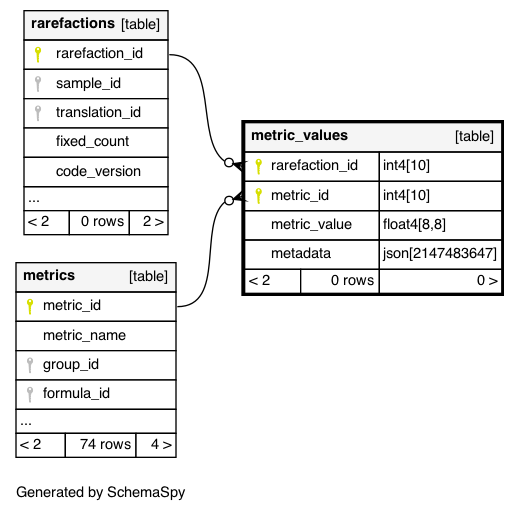 rarefactions [table]
rarefaction_id
sample_id
translation_id
fixed_count
code_version
...
< 2 0 rows 2 >
metric_values [table]
rarefaction_id int4[10]
metric_id int4[10]
metric_value float4[8,8]
metadata json[2147483647]
< 2 0 rows 0 >
metrics [table]
metric_id
metric_name
group_id
formula_id
...
< 2 74 rows 4 >
Generated by SchemaSpy